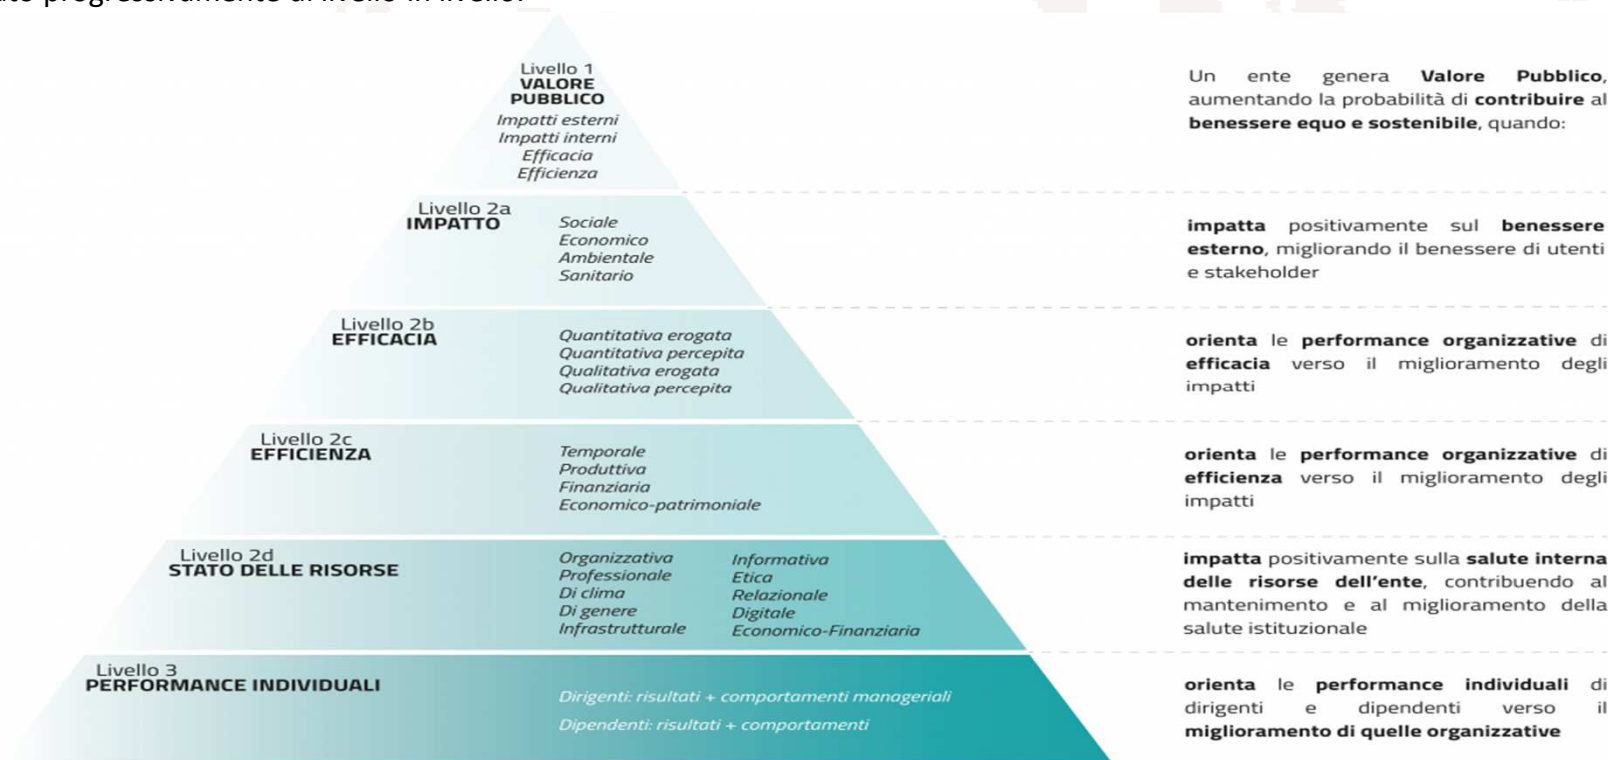 progressivamente di livello in livello.
Livello 1
VALORE
PUBBLICO
Impatti esterni
Impatti interni
Efficacia
Efficienza
Un ente genera Valore Pubblico,
aumentando la probabilità di contribuire al
benessere equo e sostenibile, quando:
Livello 2a
IMPATTO
Sociale
Economico
Ambientale
Sanitario
impatta positivamente sul benessere
esterno, migliorando il benessere di utenti
e stakeholder
Livello 2b
EFFICACIA
Quantitativa erogata
Quantitativa percepita
Qualitativa erogata
Qualitativa percepita
orienta le performance organizzative di
efficacia verso il miglioramento degli
impatti
Livello 2c
EFFICIENZA
Temporale
Produttiva
Finanziaria
Economico-patrimoniale
orienta le performance organizzative di
efficienza verso il miglioramento degli
impatti
Livello 2d
STATO DELLE RISORSE
Organizzativa
Professionale
Di clima
Di genere
Infrastrutturale
Informativa
Etica
Relazionale
Digitale
Economico-Finanziaria
impatta positivamente sulla salute interna
delle risorse dell'ente, contribuendo al
mantenimento e al miglioramento della
salute istituzionale
Livello 3
PERFORMANCE INDIVIDUALI
Dirigenti: risultati + comportamenti manageriali
Dipendenti: risultati + comportamenti
orienta le performance individuali di
dirigenti e dipendenti verso il
miglioramento di quelle organizzative